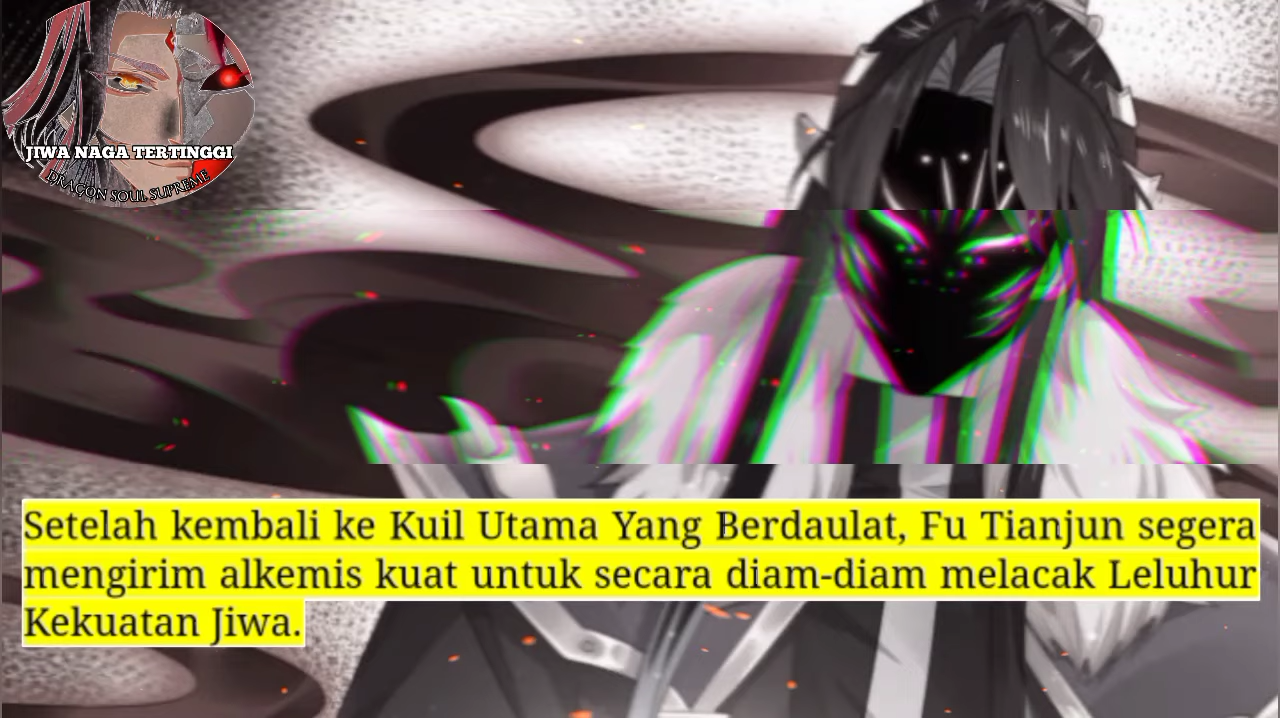 JIWA NAGA TERTINGGI
DRAGON SOUL SUPREME
Setelah kembali ke Kuil Utama Yang Berdaulat, Fu Tianjun segera
mengirim alkemis kuat untuk secara diam-diam melacak Leluhur
Kekuatan Jiwa.